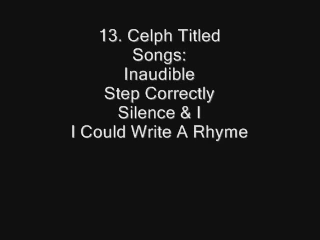 13. Celph Titled
Songs:
Inaudible
Step Correctly
Silence & I
I Could Write A Rhyme